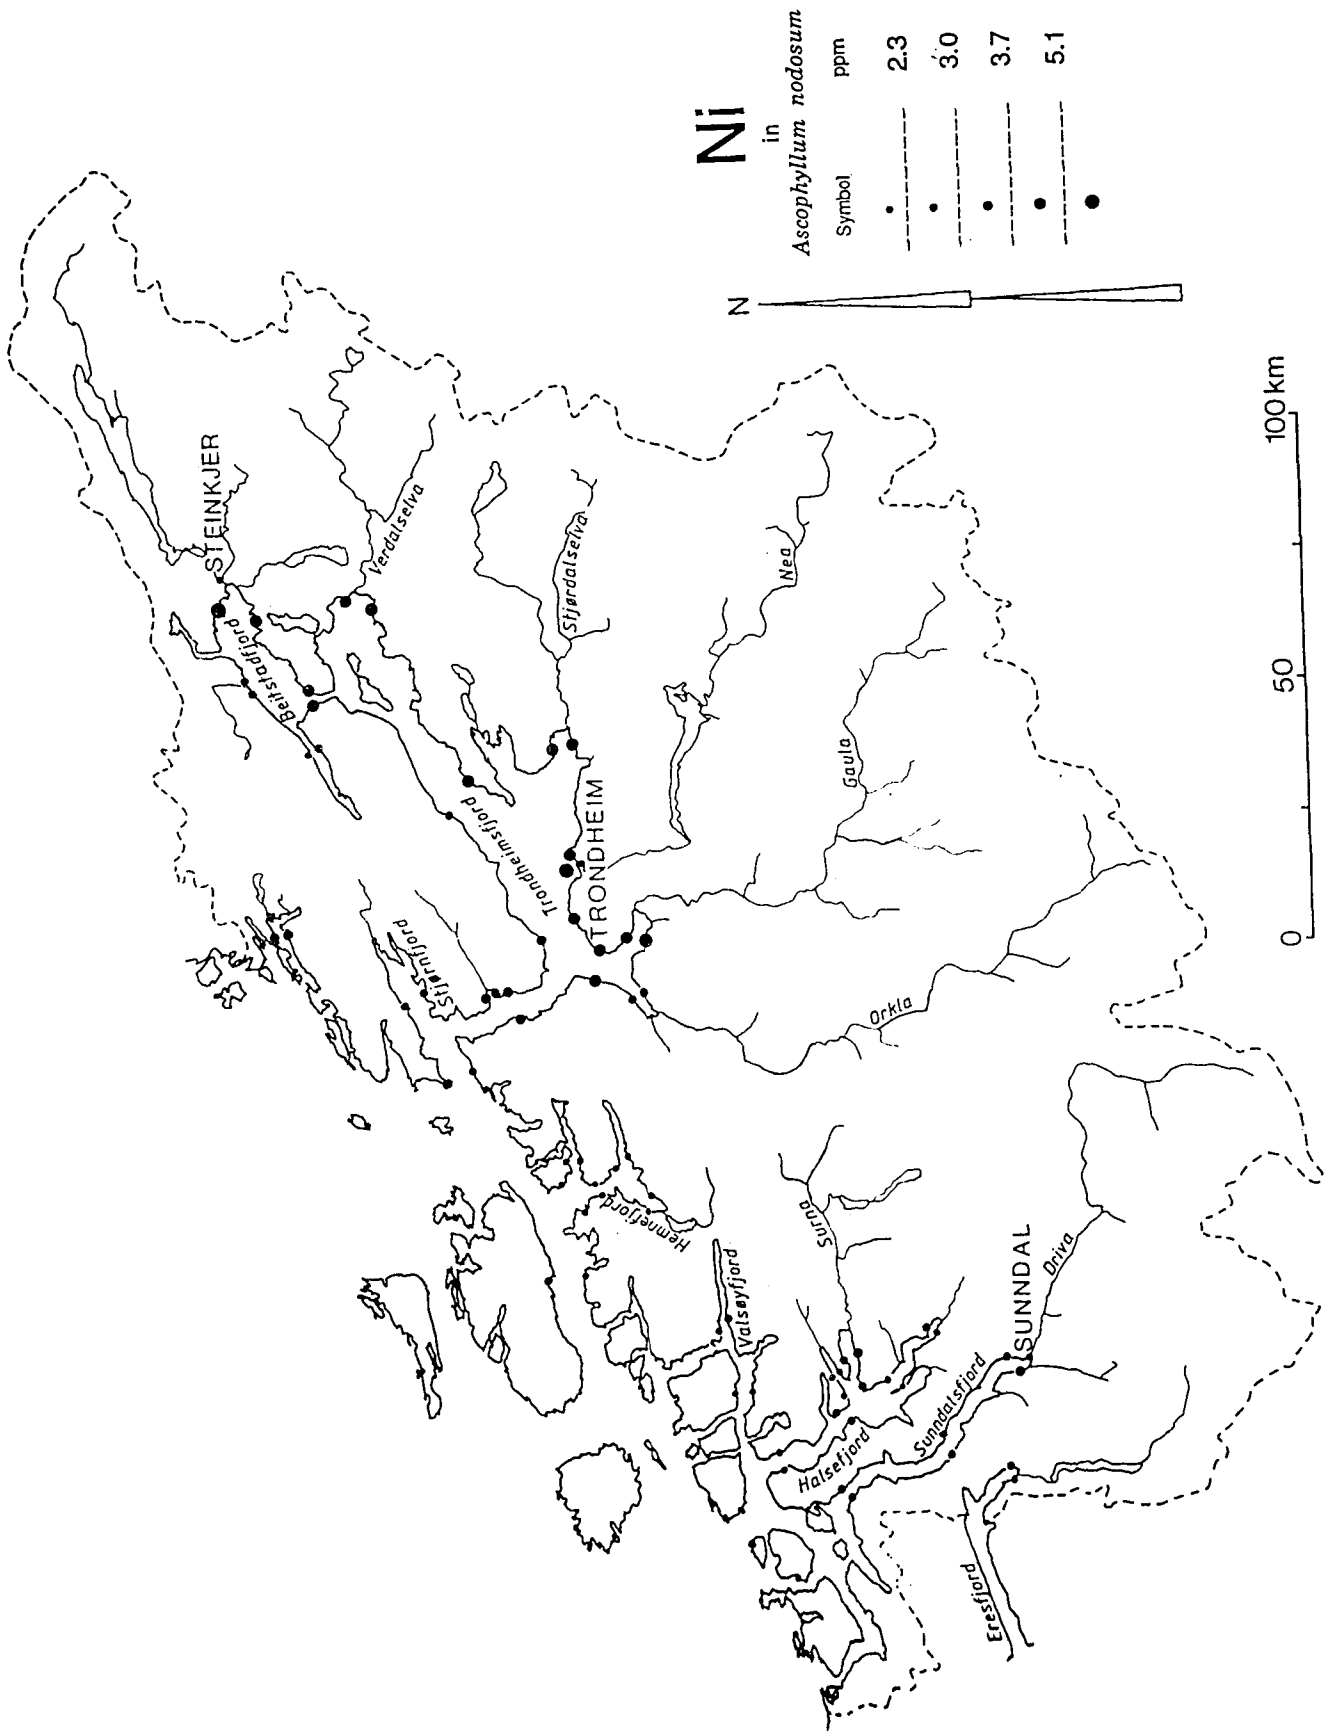 Ni
in
Ascophyllum nodosum
Symbol ppm
2.3
3.0
3.7
5.1
N
STEINKJER
Beitstadfjord
Verdalselva
Stjørdalselva
Trondheimsfjord
TRONDHEIM
Stjørnfjord
Nea
Gaula
Orkla
Hemnefjord
Valsøyfjord
Surna
Halsefjord
Sunndalsfjord
SUNNDAL
Driva
Eresfjord
0 50 100 km